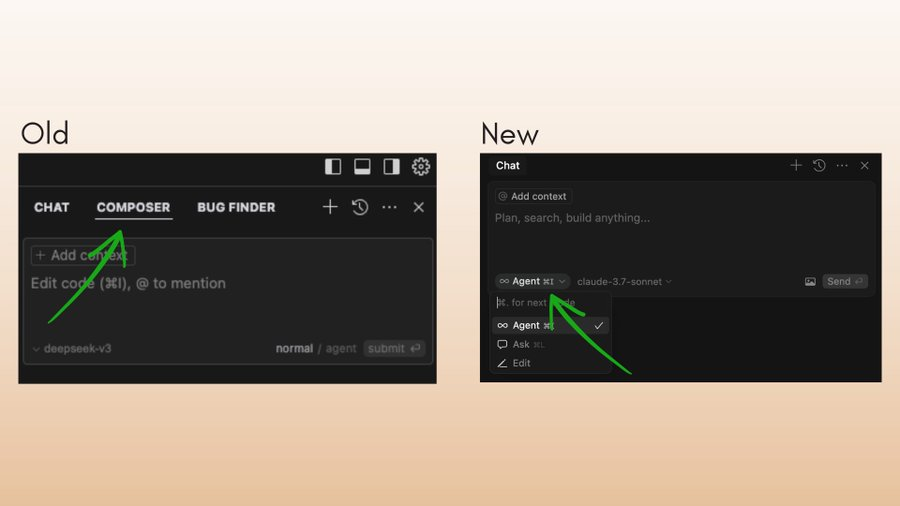 Old
CHAT COMPOSER BUG FINDER
+ Add context
Edit code (⌘I), @ to mention
deepseek-v3 normal / agent submit
New
Chat
@ Add context
Plan, search, build anything...
Agent ⌘I claude-3.7-sonnet Send
⌘. for next mode
Agent ⌘I
Ask ⌘L
Edit